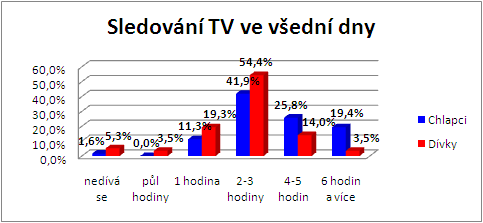 Sledování TV ve všední dny
60,0%
50,0%
40,0%
30,0%
20,0%
10,0%
0,0%
1,6% 5,3% 0,0% 3,5% 11,3% 19,3% 41,9% 54,4% 25,8% 14,0% 19,4% 3,5%
nedívá se
půl hodiny
1 hodina
2-3 hodiny
4-5 hodin
6 hodin a více
Chlapci
Dívky